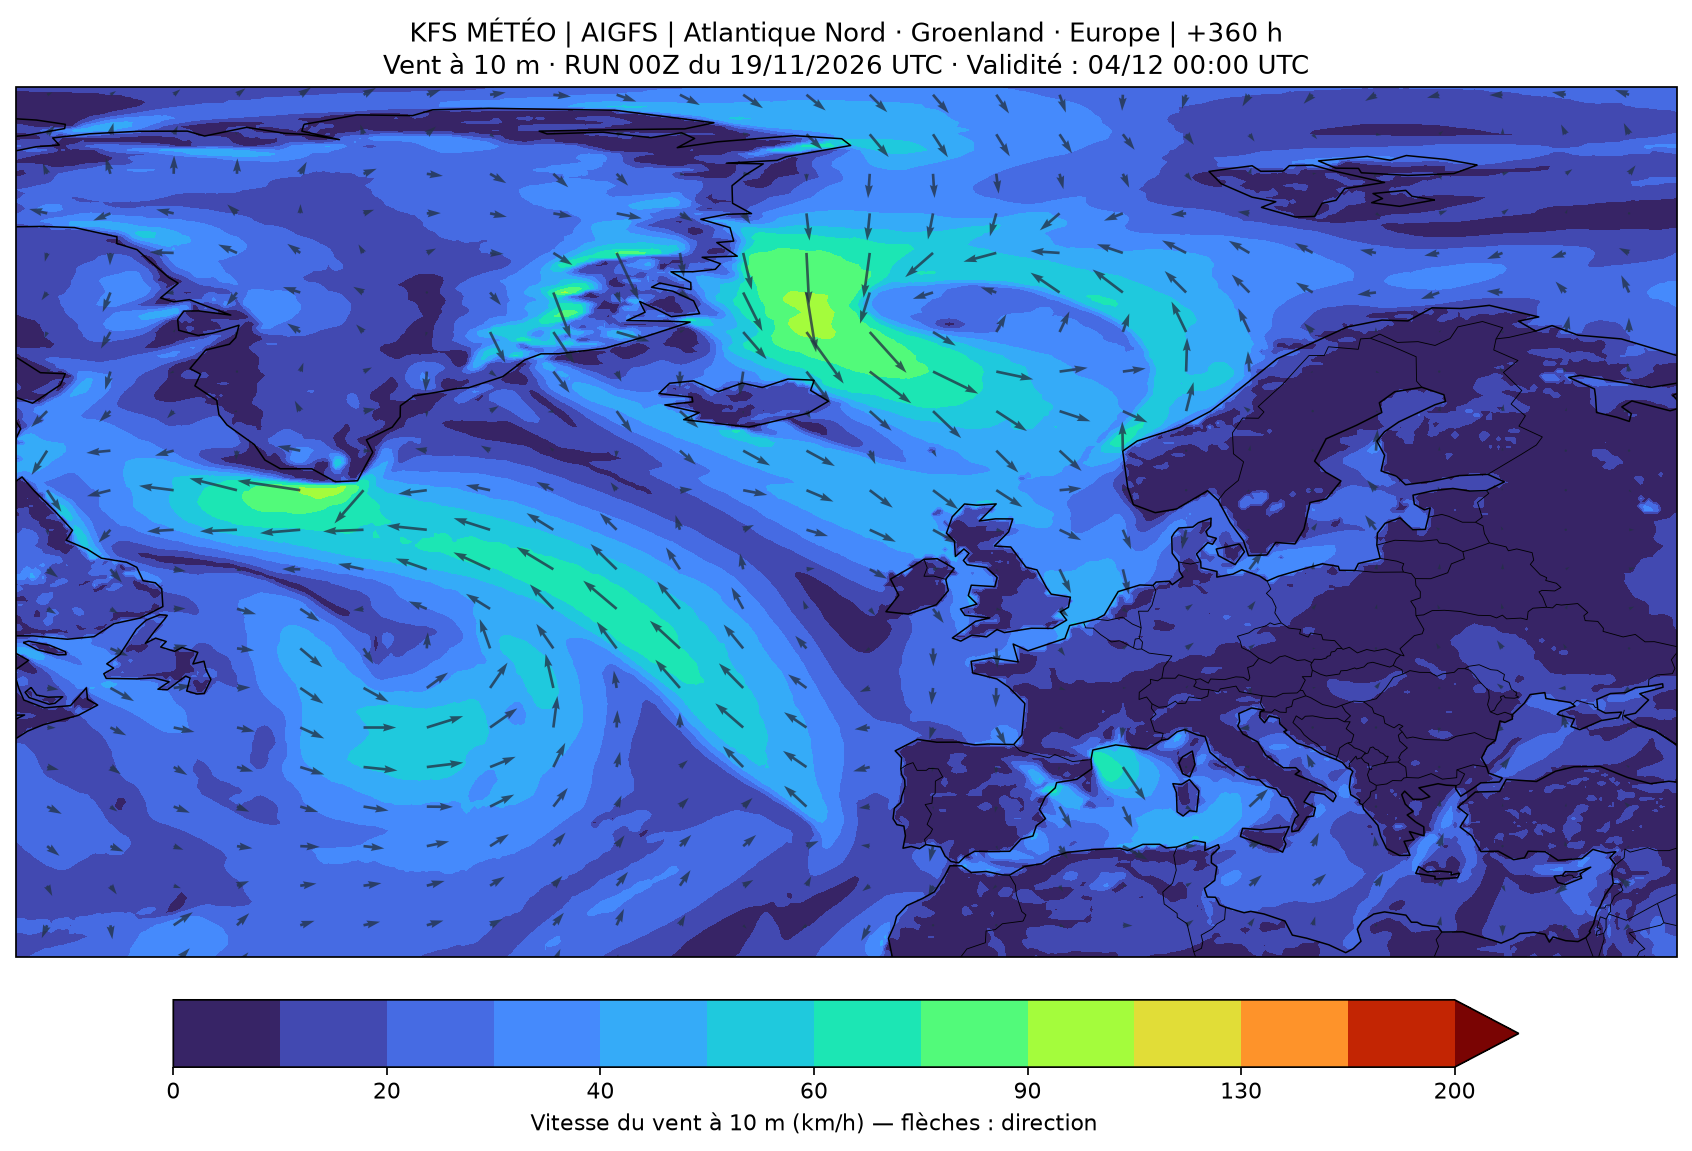 KFS MÉTÉO | AIGFS | Atlantique Nord · Groenland · Europe | +360 h
Vent à 10 m · RUN 00Z du 19/11/2026 UTC · Validité : 04/12 00:00 UTC
0 20 40 60 90 130 200
Vitesse du vent à 10 m (km/h) — flèches : direction